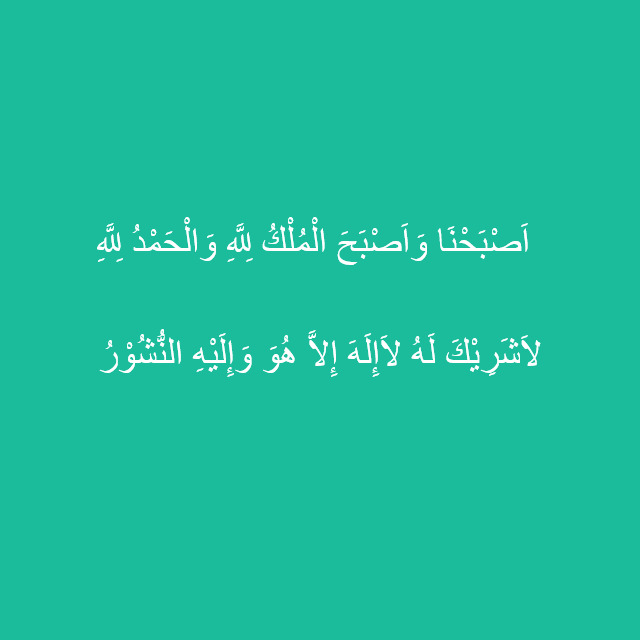 اَصْبَحْنَا وَاَصْبَحَ الْمُلْكُ لِلَّهِ وَالْحَمْدُ لِلَّهِ
لاَشَرِيْكَ لَهُ لاَإِلَهَ إِلاَّ هُوَ وَإِلَيْهِ النُّشُوْرُ